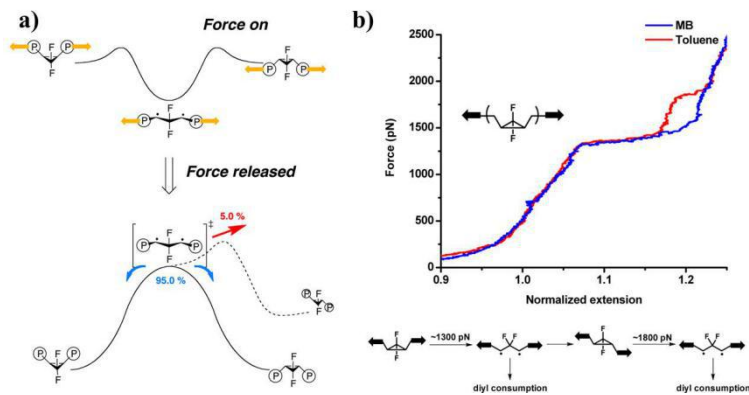 a)
Force on
P P F F
P P F F
P P F F
Force released
P P F F ‡
5.0 %
95.0 %
P P F F
P P F F
P P F F
b)
MB
Toluene
Force (pN)
2500
2000
1500
1000
500
0
F
F
0.9 1.0 1.1 1.2
Normalized extension
F F ~1300 pN F F F F ~1800 pN F F
diyl consumption diyl consumption